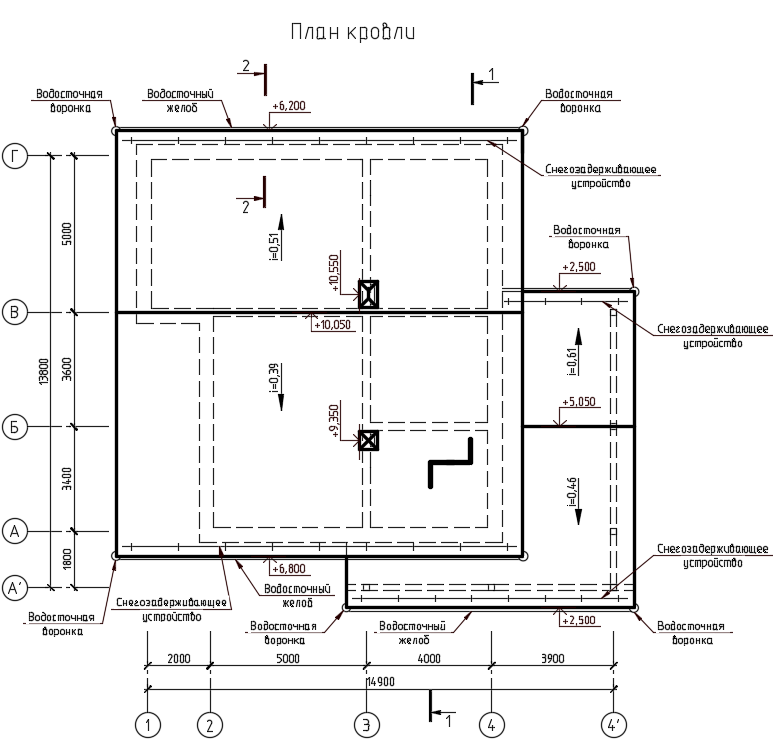 План кровли
2
1
Водосточная
воронка
Водосточный
желоб
+6,200
Водосточная
воронка
Г
Снегозадерживающее
устройство
2
5000
i=0,51
Водосточная
воронка
+10,550
+2,500
В
+10,050
Снегозадерживающее
устройство
13800
3600
i=0,39
i=0,61
+9,350
+5,050
Б
3400
i=0,46
А
1800
+6,800
Снегозадерживающее
устройство
А'
Водосточный
желоб
Снегозадерживающее
устройство
Водосточная
воронка
Водосточная
воронка
Водосточный
желоб
+2,500
Водосточная
воронка
2000
5000
4000
3900
14900
1
1
2
3
4
4'